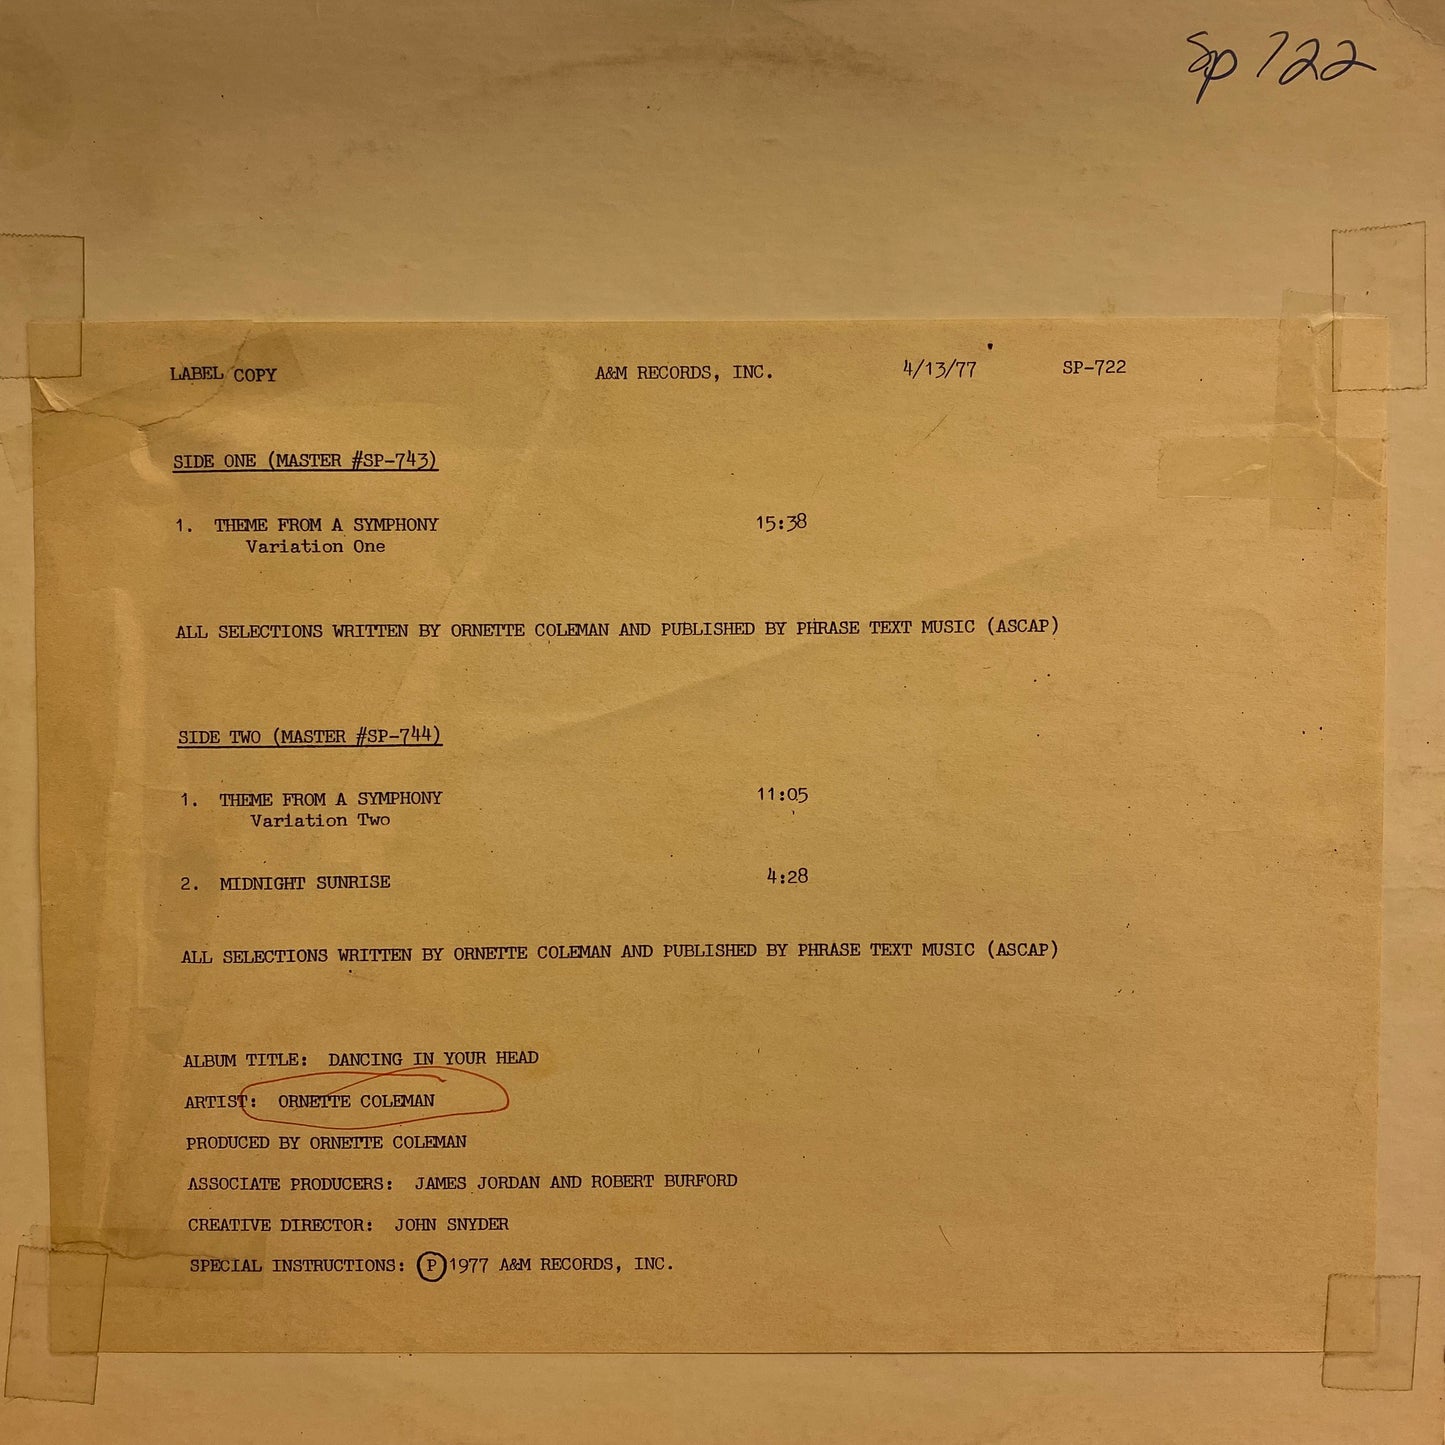 Sp 722
LABEL COPY A&M RECORDS, INC. 4/13/77 SP-722
SIDE ONE (MASTER #SP-743)
1. THEME FROM A SYMPHONY 15:38
Variation One
ALL SELECTIONS WRITTEN BY ORNETTE COLEMAN AND PUBLISHED BY PHRASE TEXT MUSIC (ASCAP)
SIDE TWO (MASTER #SP-744)
1. THEME FROM A SYMPHONY 11:05
Variation Two
2. MIDNIGHT SUNRISE 4:28
ALL SELECTIONS WRITTEN BY ORNETTE COLEMAN AND PUBLISHED BY PHRASE TEXT MUSIC (ASCAP)
ALBUM TITLE: DANCING IN YOUR HEAD
ARTIST: ORNETTE COLEMAN
PRODUCED BY ORNETTE COLEMAN
ASSOCIATE PRODUCERS: JAMES JORDAN AND ROBERT BURFORD
CREATIVE DIRECTOR: JOHN SNYDER
SPECIAL INSTRUCTIONS: Ⓟ1977 A&M RECORDS, INC.